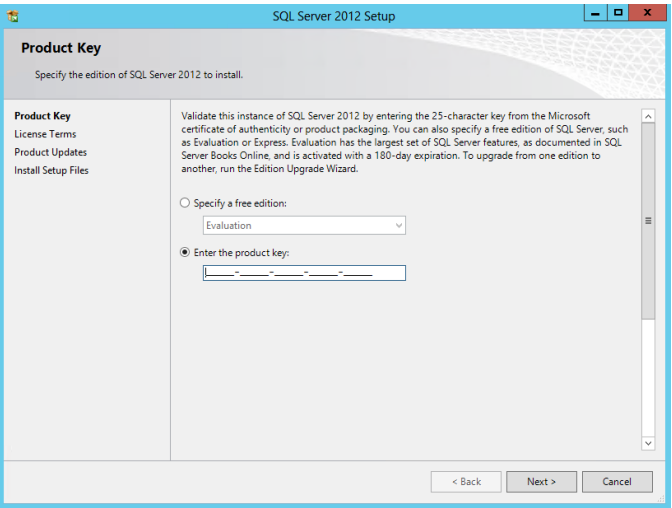 SQL Server 2012 Setup
Product Key
Specify the edition of SQL Server 2012 to install.
Product Key
License Terms
Product Updates
Install Setup Files
Validate this instance of SQL Server 2012 by entering the 25-character key from the Microsoft
certificate of authenticity or product packaging. You can also specify a free edition of SQL Server, such
as Evaluation or Express. Evaluation has the largest set of SQL Server features, as documented in SQL
Server Books Online, and is activated with a 180-day expiration. To upgrade from one edition to
another, run the Edition Upgrade Wizard.
Specify a free edition:
Evaluation
Enter the product key:
_____-_____-_____-_____-_____
< Back
Next >
Cancel